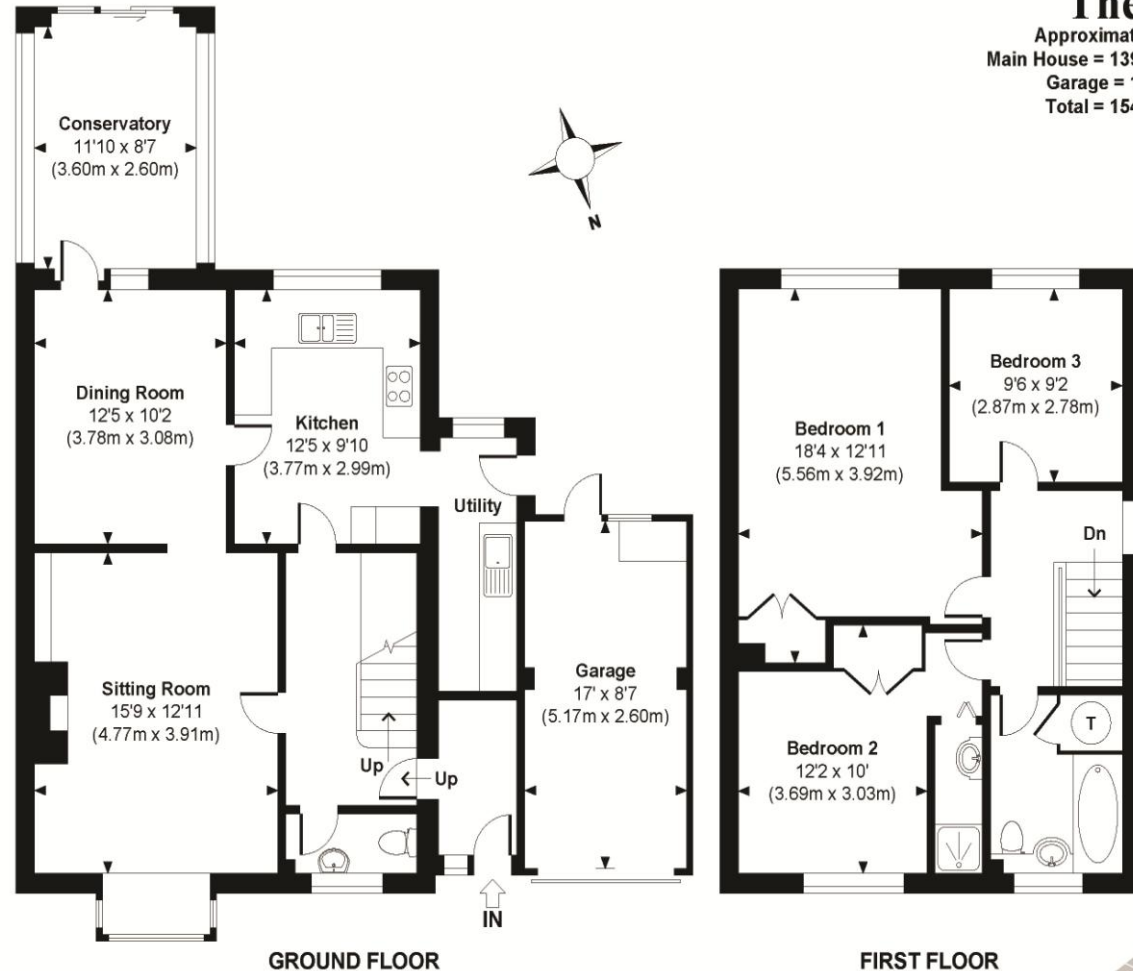 The
Approximat
Main House = 139
Garage = 1
Total = 154
Conservatory
11'10 x 8'7
(3.60m x 2.60m)
N
Dining Room
12'5 x 10'2
(3.78m x 3.08m)
Kitchen
12'5 x 9'10
(3.77m x 2.99m)
Utility
Sitting Room
15'9 x 12'11
(4.77m x 3.91m)
Garage
17' x 8'7
(5.17m x 2.60m)
Up
Up
IN
GROUND FLOOR
Bedroom 1
18'4 x 12'11
(5.56m x 3.92m)
Bedroom 3
9'6 x 9'2
(2.87m x 2.78m)
Dn
Bedroom 2
12'2 x 10'
(3.69m x 3.03m)
T
FIRST FLOOR